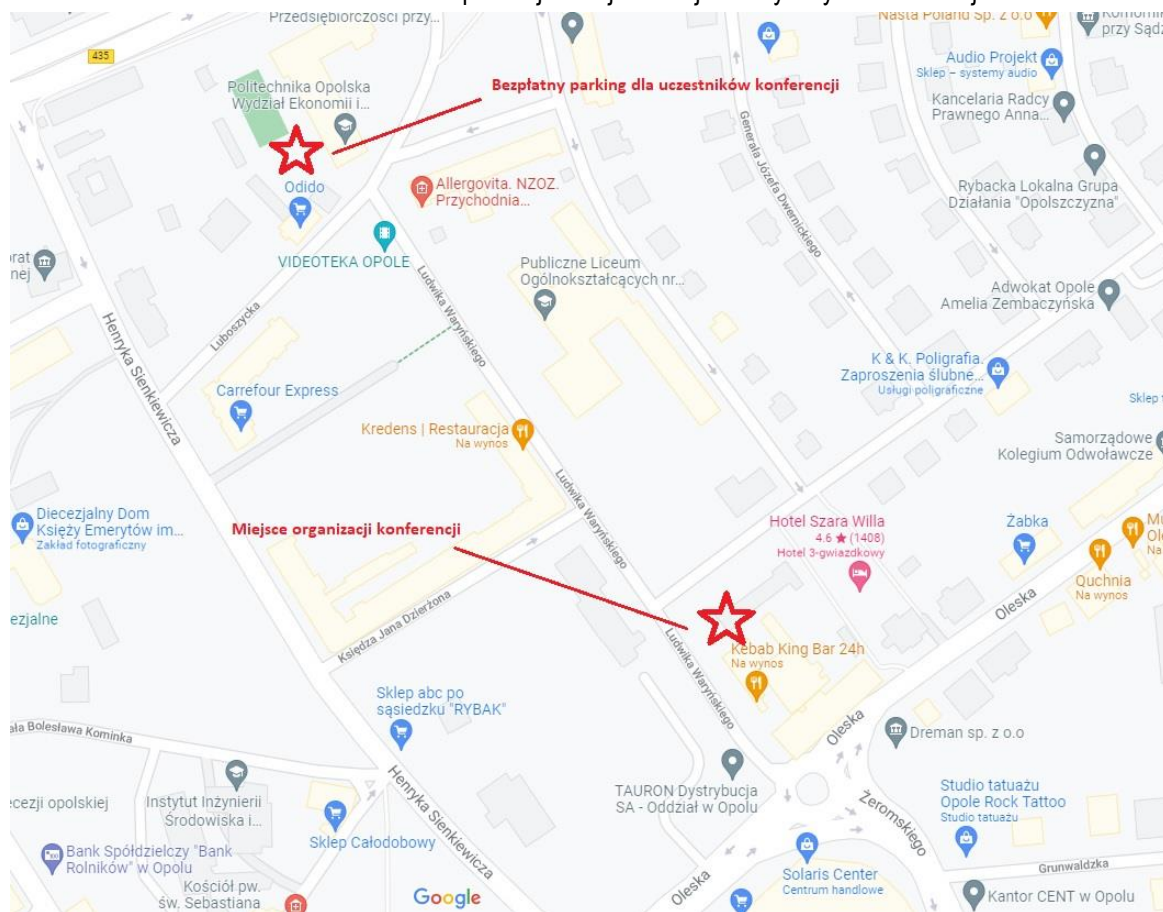 Przedsiębiorczości przy...
Nasta Poland Sp. z o.o
przy Sądz
435
Audio Projekt
Sklep – systemy audio
Politechnika Opolska
Wydział Ekonomii i...
Bezpłatny parking dla uczestników konferencji
Kancelaria Radcy
Prawnego Anna...
Generała Józefa Dwernickiego
Odido
Allergovita. NZOZ.
Przychodnia...
Rybacka Lokalna Grupa
Działania "Opolszczyzna"
VIDEOTEKA OPOLE
Publiczne Liceum
Ogólnokształcących nr...
Ludwika Waryńskiego
Adwokat Opole
Amelia Zembaczyńska
Luboszycka
Henryka Sienkiewicza
K & K. Poligrafia.
Zaproszenia ślubne...
Usługi poligraficzne
Carrefour Express
Sklep
Kredens | Restauracja
Na wynos
Samorządowe
Kolegium Odwoławcze
Ludwika Waryńskiego
Diecezjalny Dom
Księży Emerytów im...
Zakład fotograficzny
Miejsce organizacji konferencji
Hotel Szara Willa
4.6 ★ (1408)
Hotel 3-gwiazdkowy
Żabka
Quchnia
Na wynos
Oleska
ezjalne
Księdza Jana Dzierżona
Ludwika Waryńskiego
Kebab King Bar 24h
Na wynos
Sklep abc po
sąsiedzku "RYBAK"
ała Bolesława Kominka
Oleska
Dreman sp. z o.o
Henryka Sienkiewicza
TAURON Dystrybucja
SA - Oddział w Opolu
Żeromskiego
Studio tatuażu
Opole Rock Tattoo
Studio tatuażu
ecezji opolskiej
Instytut Inżynierii
Środowiska i...
Sklep Całodobowy
Bank Spółdzielczy "Bank
Rolników" w Opolu
Grunwaldzka
Solaris Center
Centrum handlowe
Kościół pw.
św. Sebastiana
Google
Oleska
Kantor CENT w Opolu